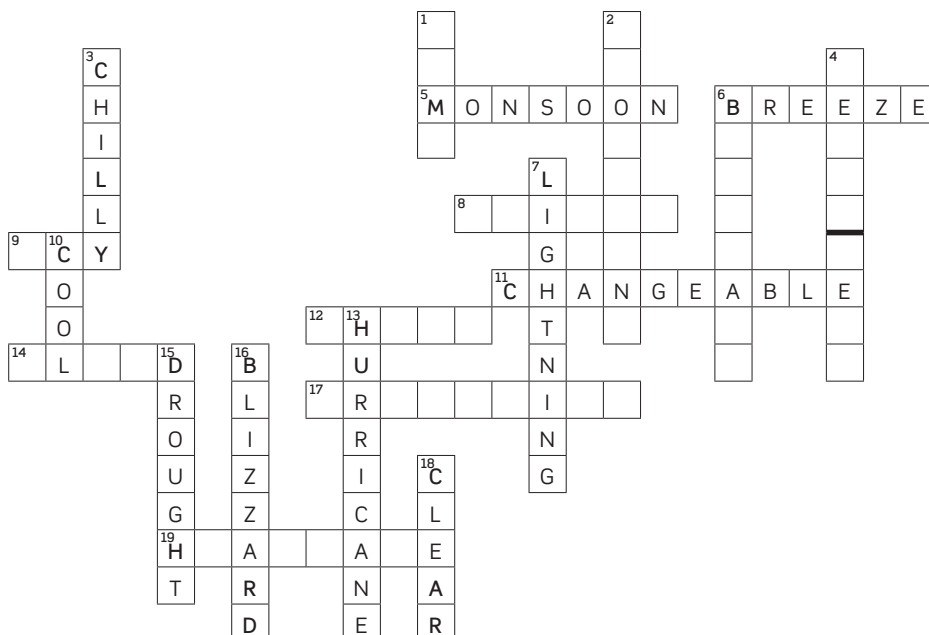 1 2
3 C 4
H 5 M O N S O O N 6 B R E E Z E
I
L 7 L
L 8 I
9 10 C Y G
O 11 C H A N G E A B L E
O 12 13 H T
14 L 15 D 16 B U N
R L 17 R I
O I R N
U Z I 18 C G
G Z C L
19 H A A E
T R N A
D E R